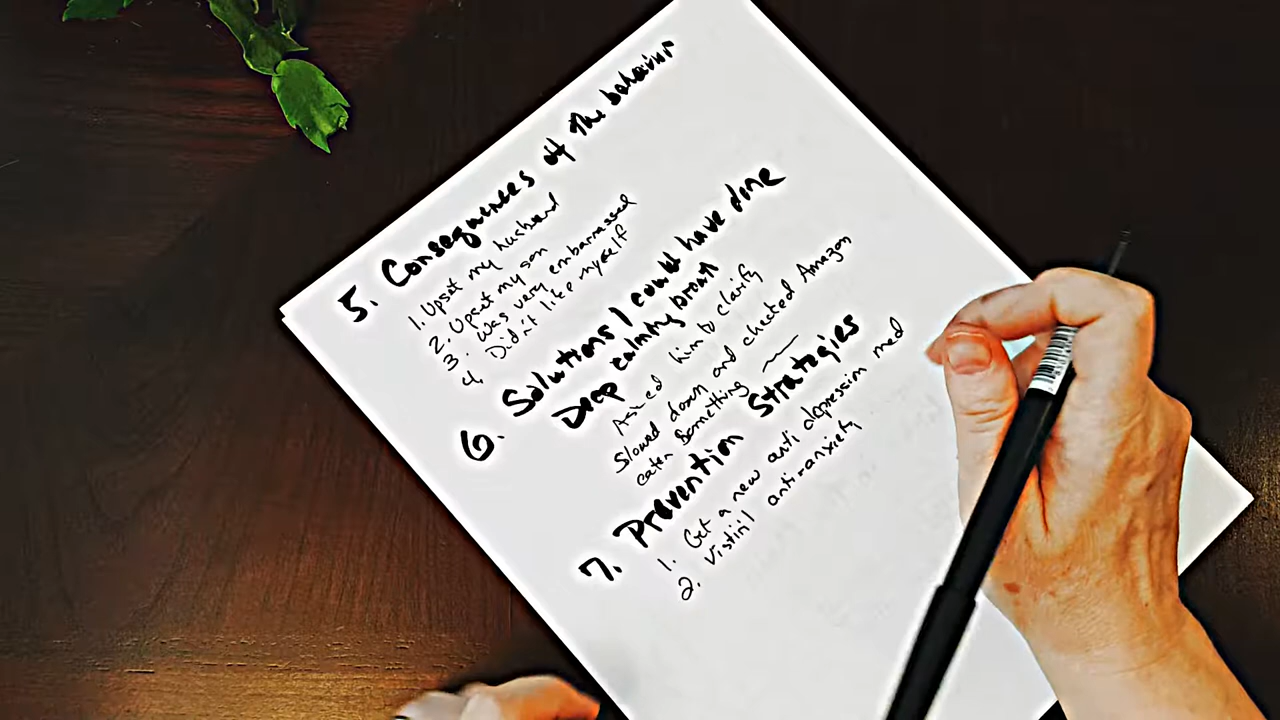 5. Consequences of the behavior
1. Upset my husband
2. Upset my son
3. Was very embarrassed
4. Didn't like myself
6. Solutions I could have done
Deep calming breath
Asked him to clarify
Slowed down and checked Amazon
eaten something —
7. Prevention Strategies
1. Get a new anti depression med
2. Vistiril anti-anxiety